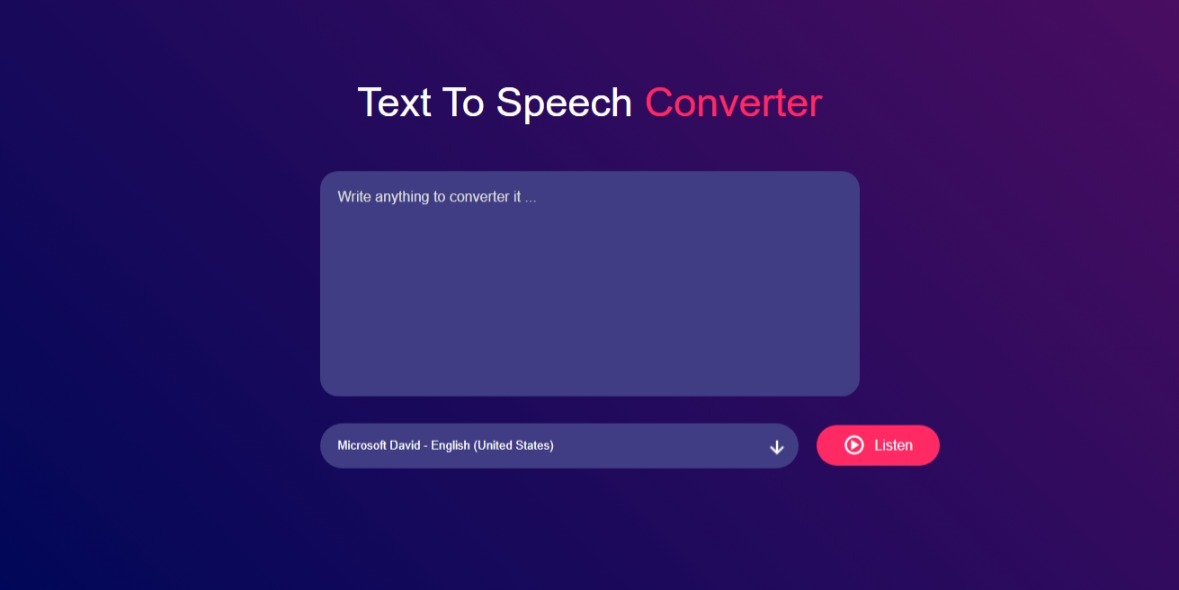 Text To Speech Converter
Write anything to converter it ...
Microsoft David - English (United States)
Listen